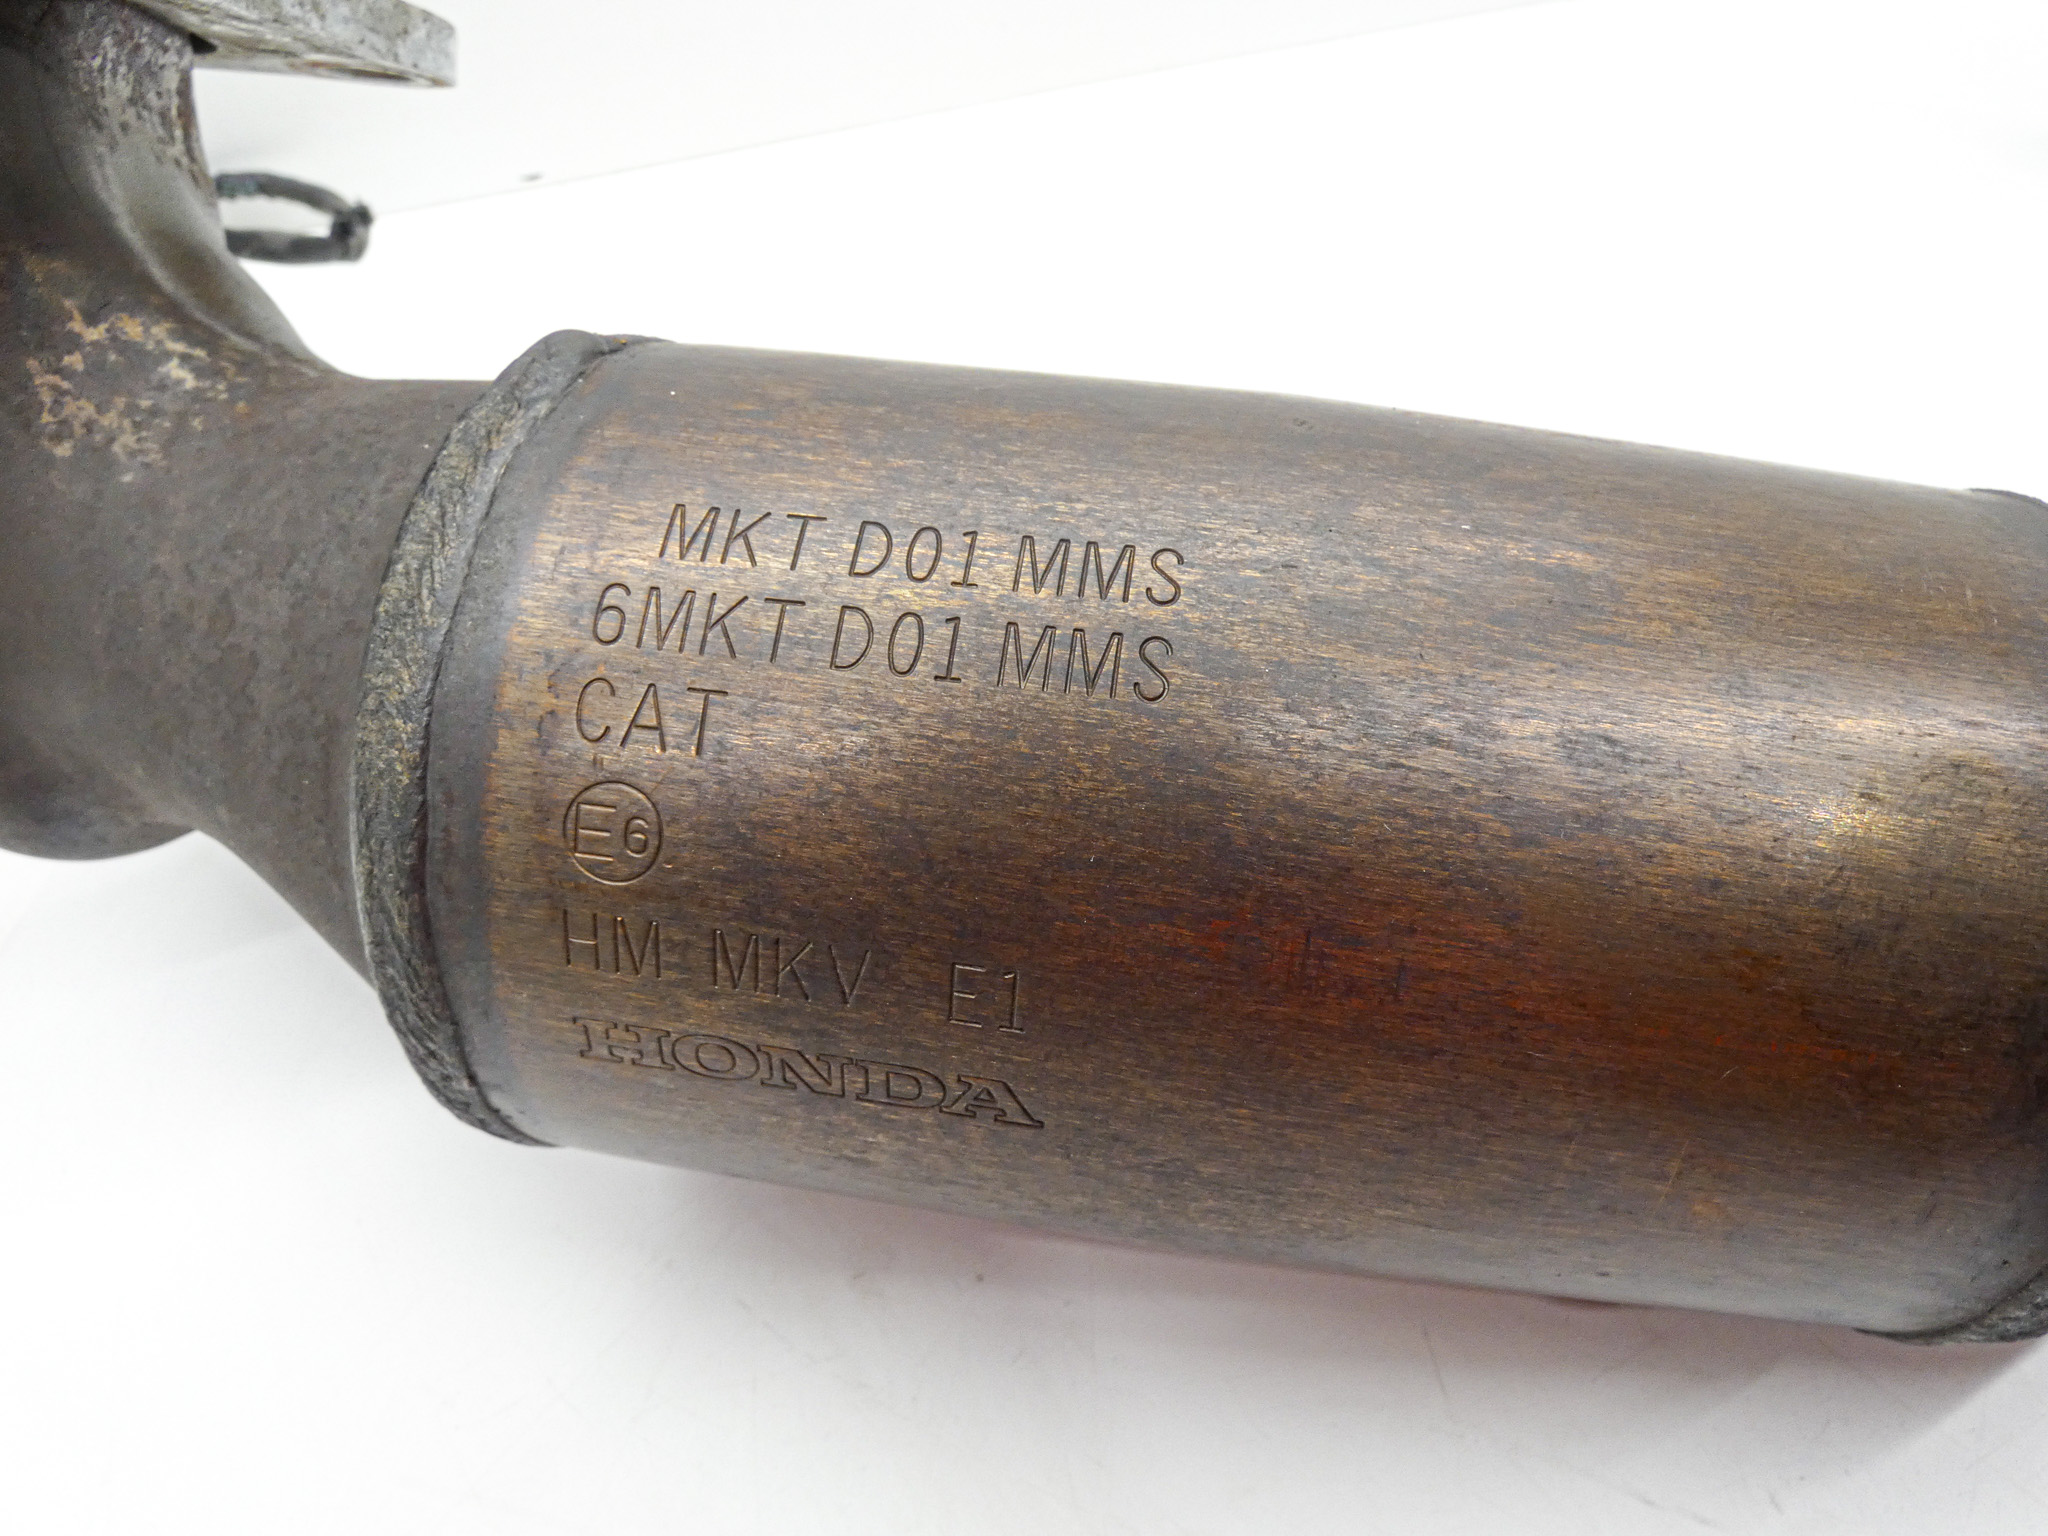 MKT D01 MMS
6MKT D01 MMS
CAT
E6
HM MKV E1
HONDA